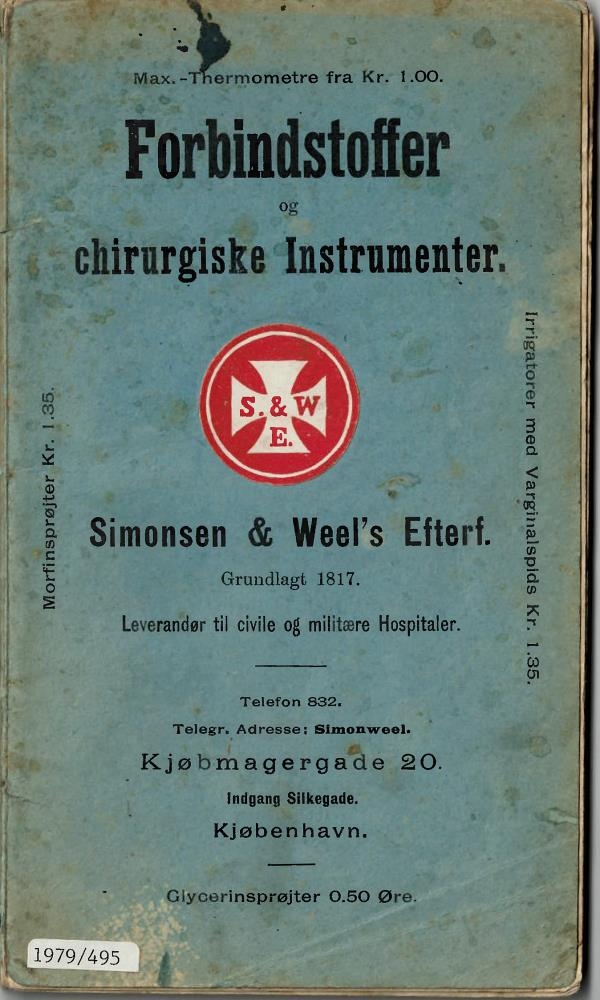 Max.-Thermometre fra Kr. 1.00.
Forbindstoffer
og
chirurgiske Instrumenter.
Morfinsprøjter Kr. 1.35.
S. & W
E.
Irrigatorer med Varginalspids Kr. 1.35.
Simonsen & Weel's Efterf.
Grundlagt 1817.
Leverandør til civile og militære Hospitaler.
Telefon 832.
Telegr. Adresse: Simonweel.
Kjøbmagergade 20.
Indgang Silkegade.
Kjøbenhavn.
Glycerinsprøjter 0.50 Øre.
1979/495